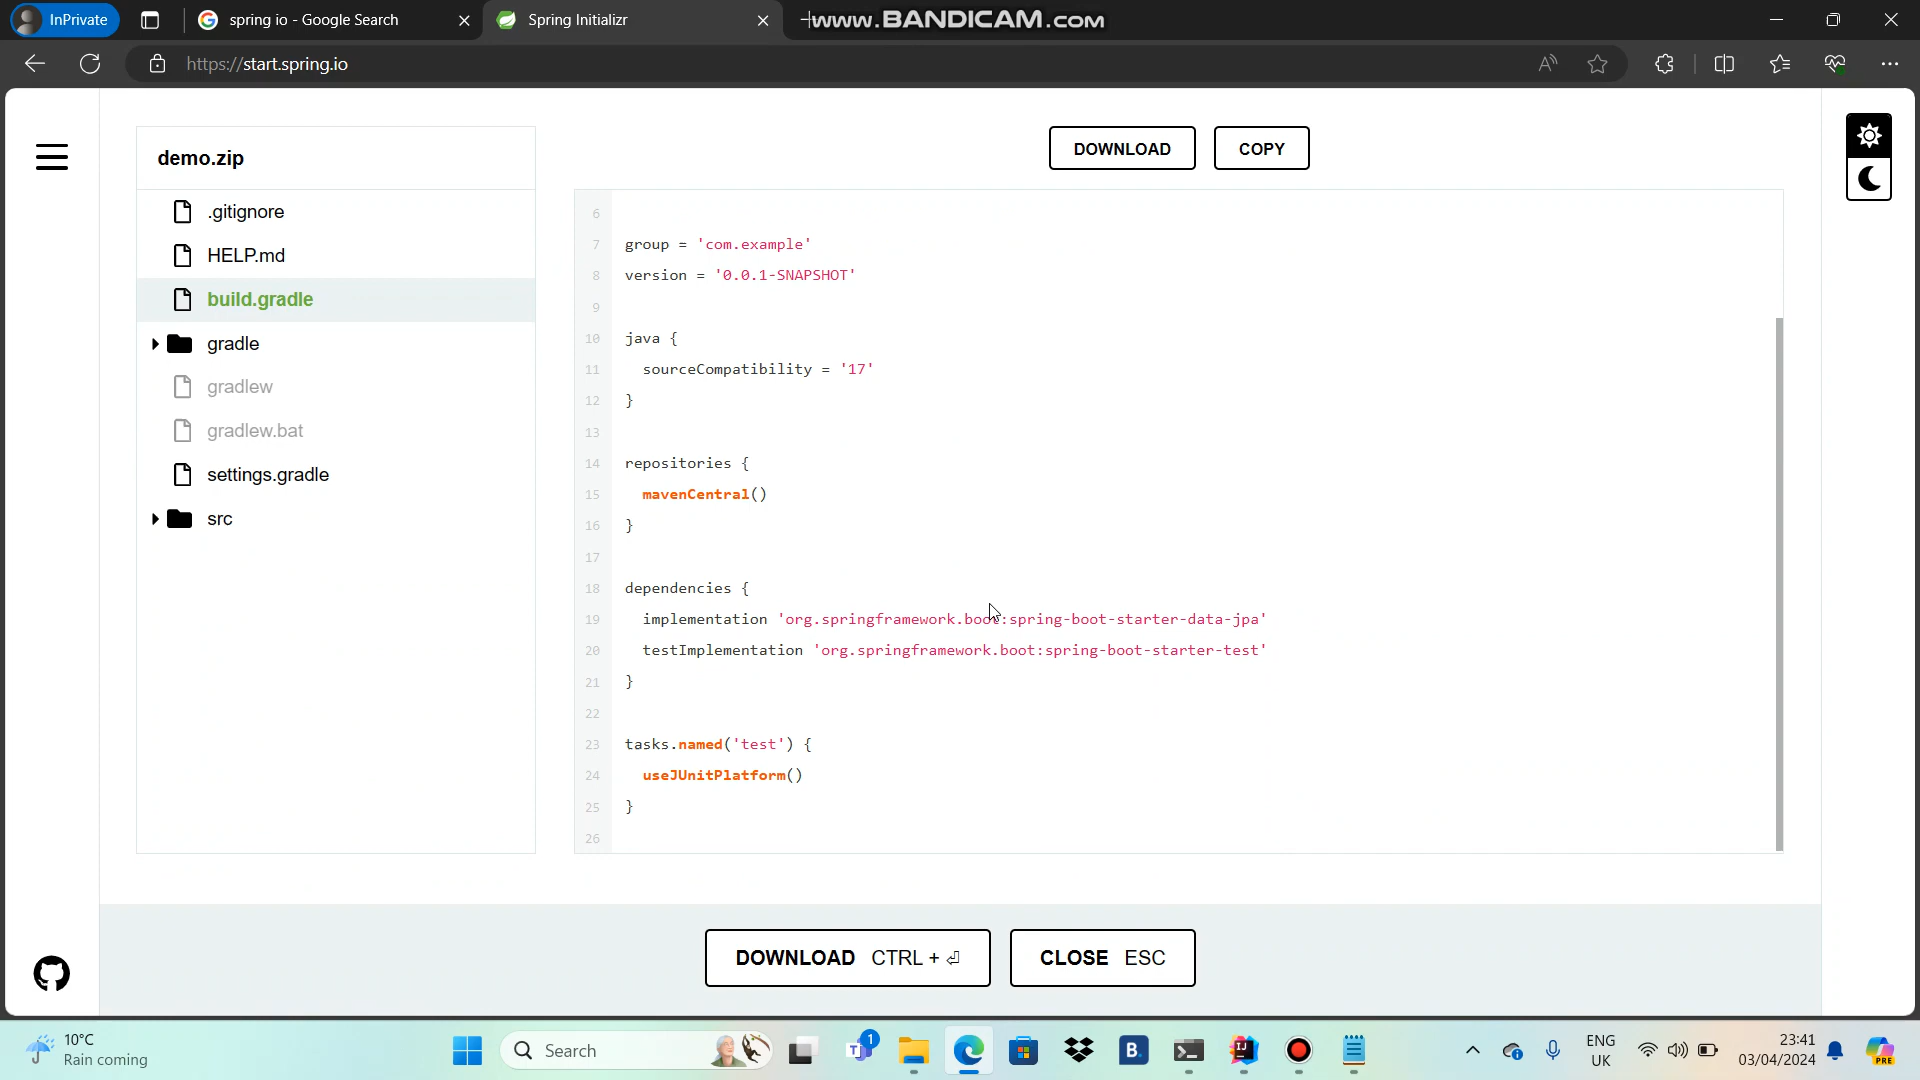 InPrivate
spring io - Google Search
Spring Initializr
www.BANDICAM.com
https://start.spring.io
demo.zip
DOWNLOAD
COPY
.gitignore
HELP.md
build.gradle
gradle
gradlew
gradlew.bat
settings.gradle
src
6
7 group = 'com.example'
8 version = '0.0.1-SNAPSHOT'
9
10 java {
11 sourceCompatibility = '17'
12 }
13
14 repositories {
15 mavenCentral()
16 }
17
18 dependencies {
19 implementation 'org.springframework.boot:spring-boot-starter-data-jpa'
20 testImplementation 'org.springframework.boot:spring-boot-starter-test'
21 }
22
23 tasks.named('test') {
24 useJUnitPlatform()
25 }
26
DOWNLOAD CTRL + ⏎
CLOSE ESC
10°C
Rain coming
Search
1
B.
IJ
PRE
ENG
UK
23:41
03/04/2024